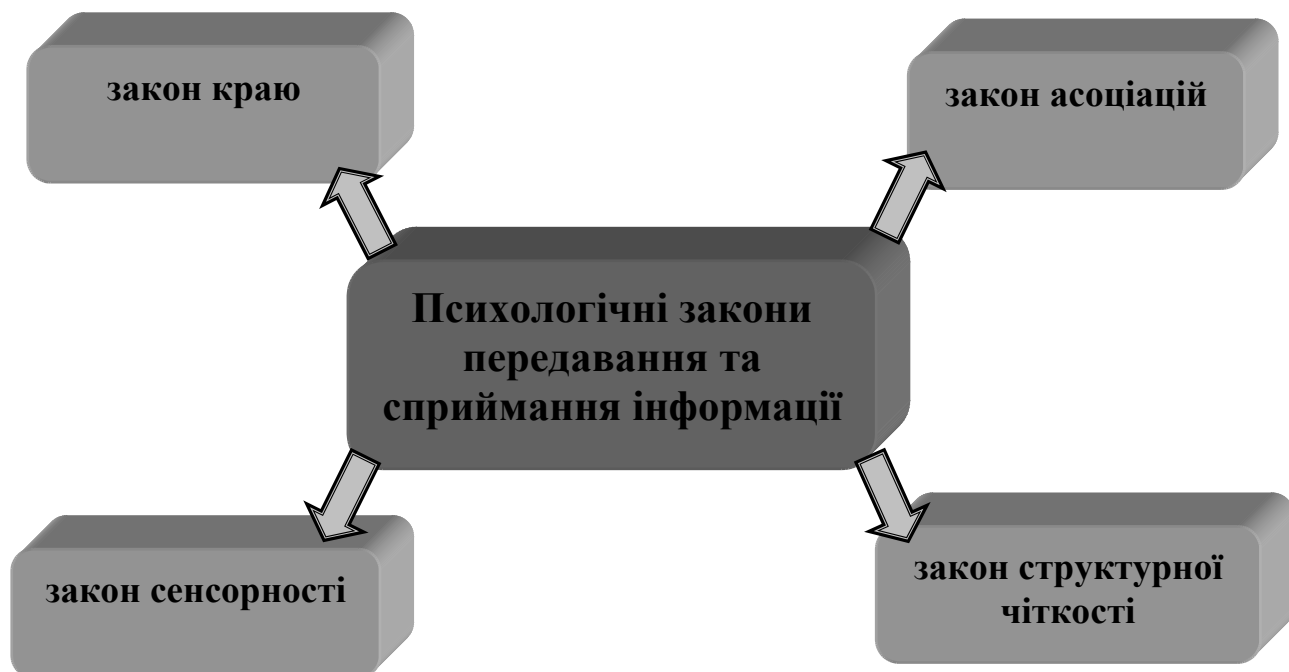 закон краю
закон асоціацій
Психологічні закони
передавання та
сприймання інформації
закон сенсорності
закон структурної
чіткості